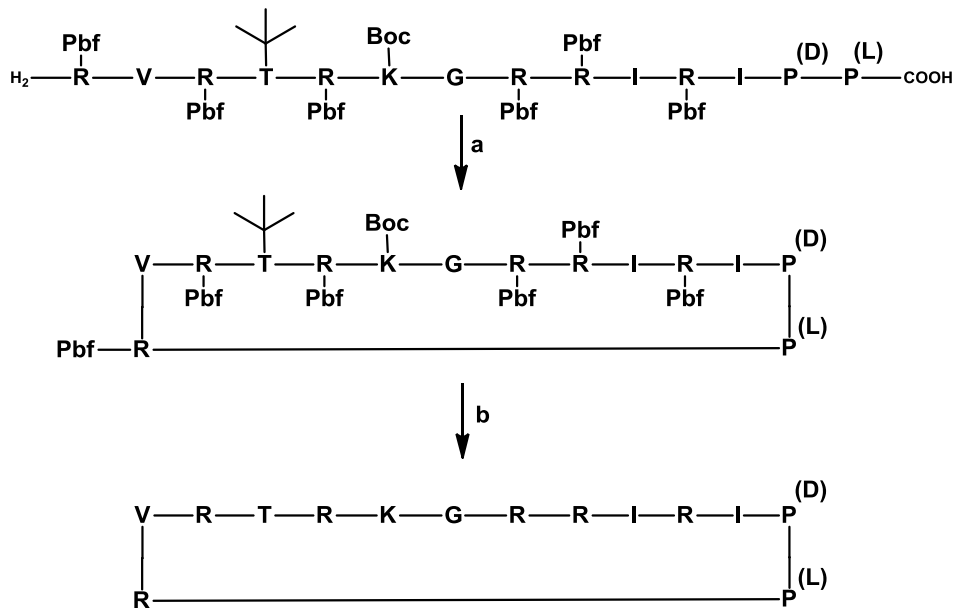 Pbf Boc Pbf (D) (L)
H₂ R V R T R K G R R I R I P P COOH
Pbf Pbf Pbf Pbf
a
Boc Pbf (D)
V R T R K G R R I R I P
Pbf Pbf Pbf Pbf (L)
Pbf R P
b
(D)
V R T R K G R R I R I P
(L)
R P